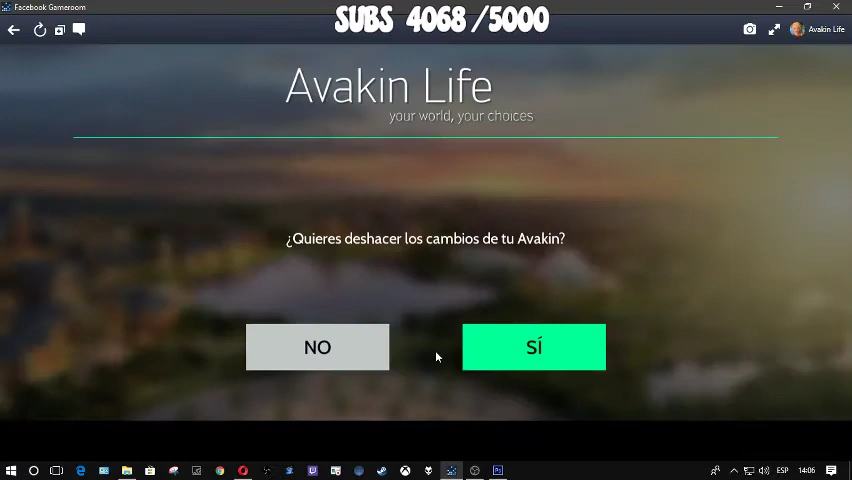 Facebook Gameroom
SUBS 4068/5000
Avakin Life
Avakin Life
your world, your choices
¿Quieres deshacer los cambios de tu Avakin?
NO
SÍ
ESP
14:06